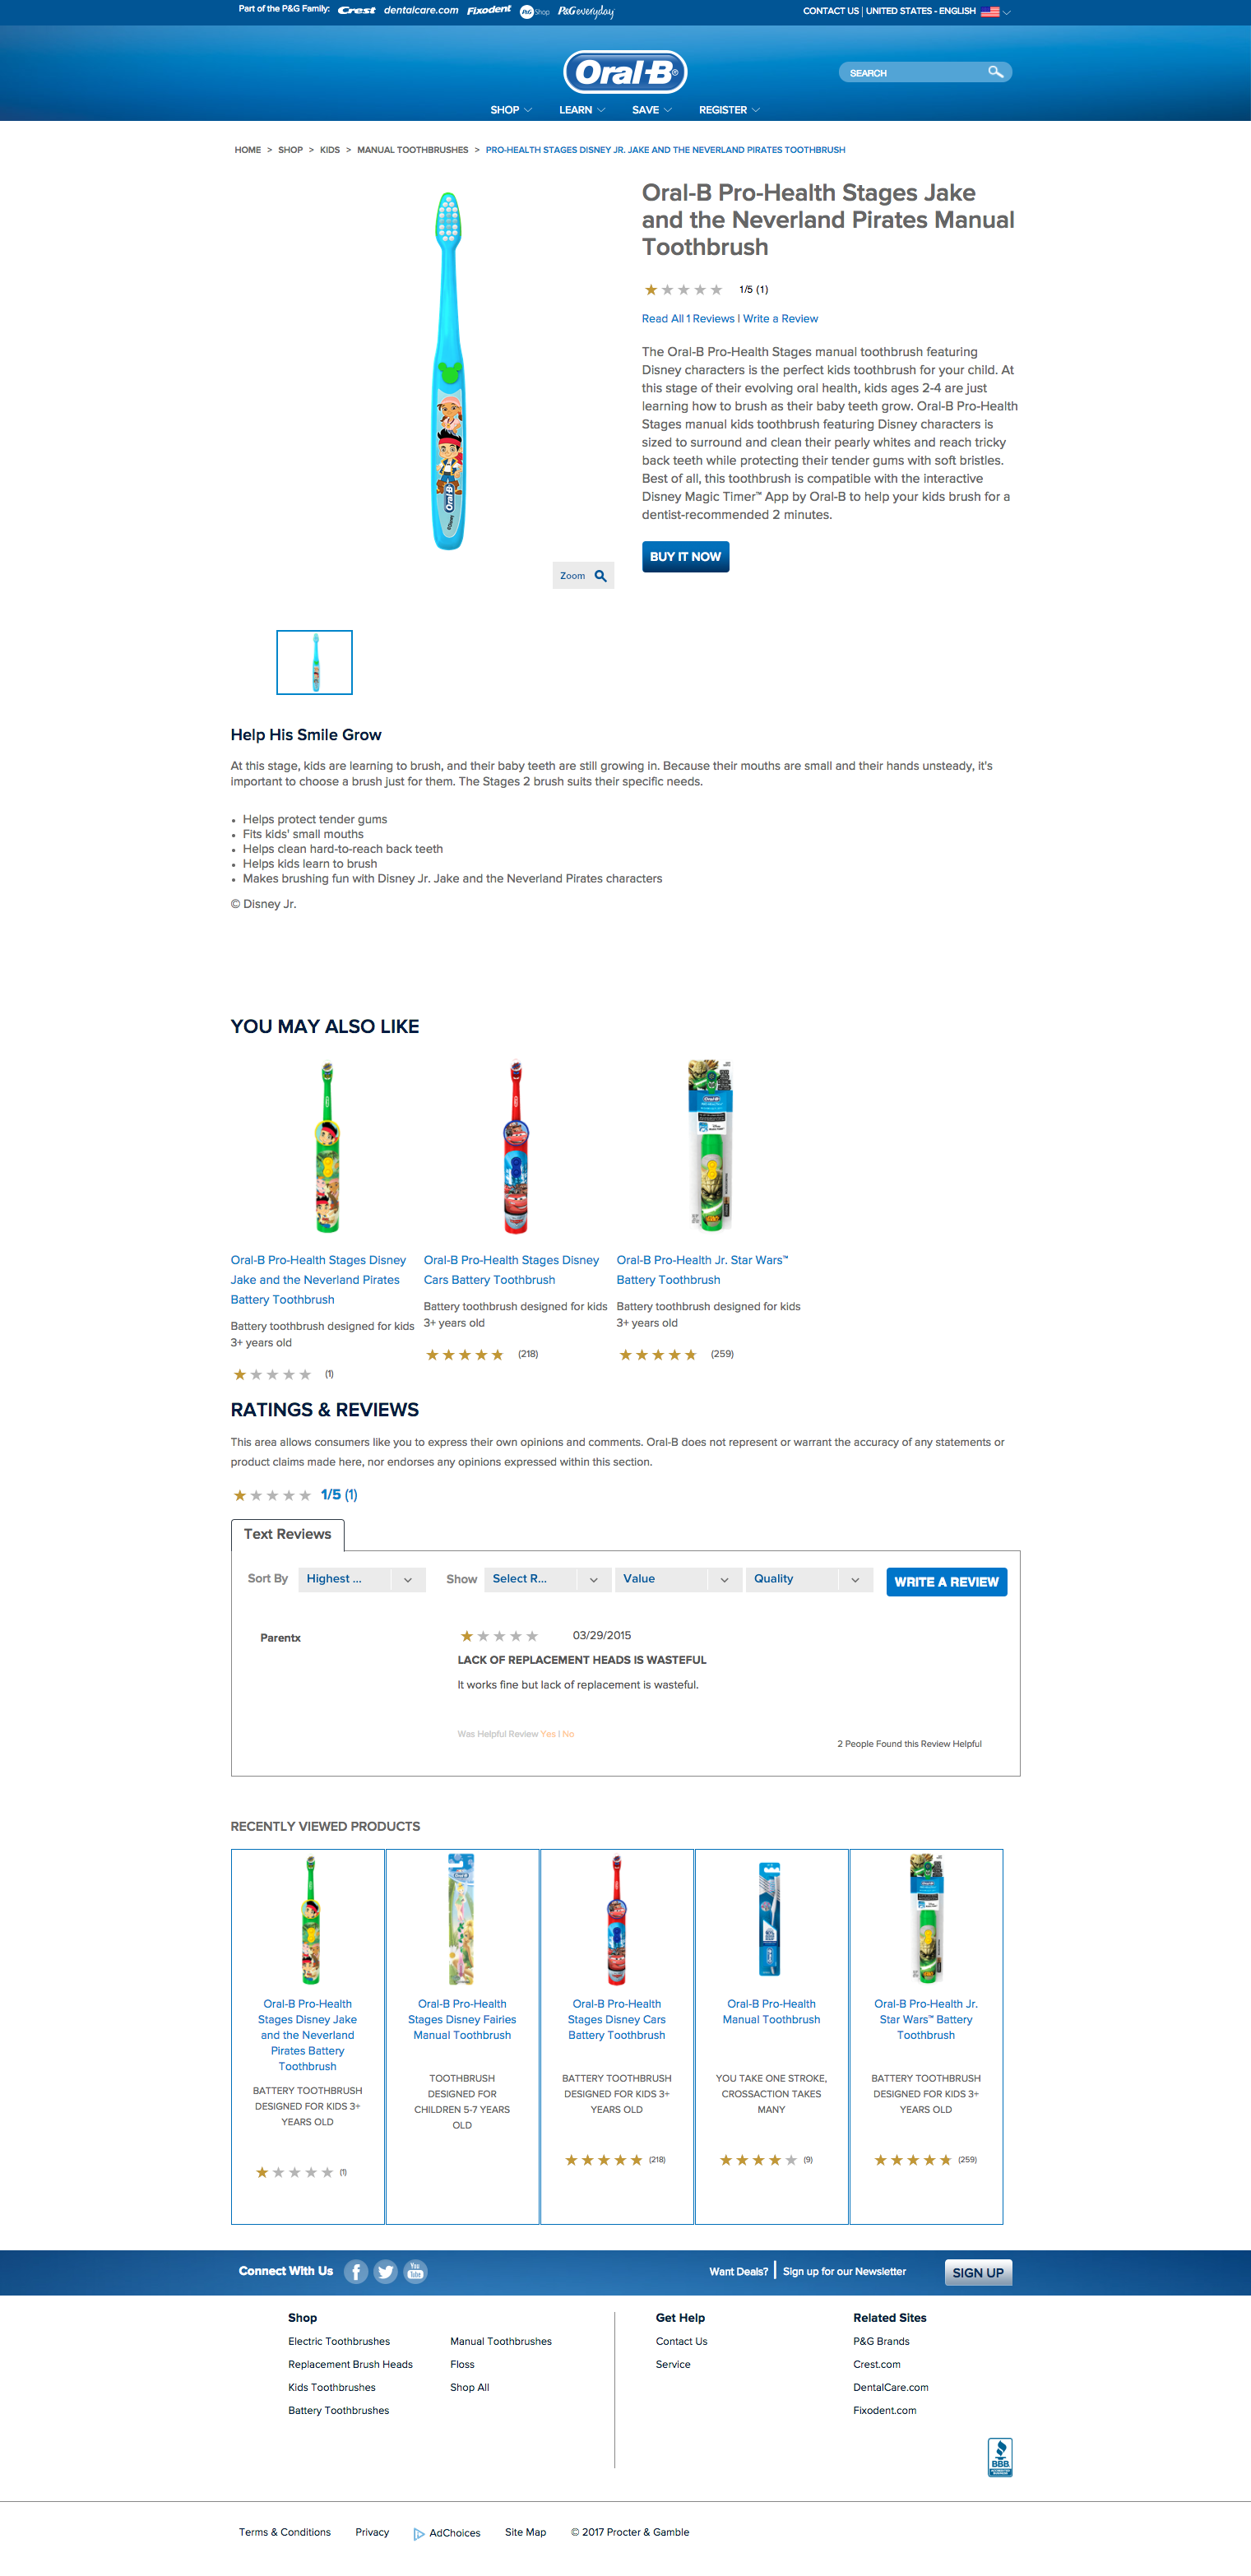 Part of the P&G Family: Crest dentalcare.com Fixodent P&G Shop P&G everyday
CONTACT US | UNITED STATES - ENGLISH
Oral-B®
SEARCH
SHOP LEARN SAVE REGISTER
HOME > SHOP > KIDS > MANUAL TOOTHBRUSHES > PRO-HEALTH STAGES DISNEY JR. JAKE AND THE NEVERLAND PIRATES TOOTHBRUSH
Oral-B Pro-Health Stages Jake
and the Neverland Pirates Manual
Toothbrush
1/5 (1)
Read All 1 Reviews | Write a Review
The Oral-B Pro-Health Stages manual toothbrush featuring
Disney characters is the perfect kids toothbrush for your child. At
this stage of their evolving oral health, kids ages 2-4 are just
learning how to brush as their baby teeth grow. Oral-B Pro-Health
Stages manual kids toothbrush featuring Disney characters is
sized to surround and clean their pearly whites and reach tricky
back teeth while protecting their tender gums with soft bristles.
Best of all, this toothbrush is compatible with the interactive
Disney Magic Timer™ App by Oral-B to help your kids brush for a
dentist-recommended 2 minutes.
BUY IT NOW
Oral-B
©Disney
Zoom
Help His Smile Grow
At this stage, kids are learning to brush, and their baby teeth are still growing in. Because their mouths are small and their hands unsteady, it's
important to choose a brush just for them. The Stages 2 brush suits their specific needs.
• Helps protect tender gums
• Fits kids' small mouths
• Helps clean hard-to-reach back teeth
• Helps kids learn to brush
• Makes brushing fun with Disney Jr. Jake and the Neverland Pirates characters
© Disney Jr.
YOU MAY ALSO LIKE
Oral-B Pro-Health Stages Disney
Jake and the Neverland Pirates
Battery Toothbrush
Battery toothbrush designed for kids
3+ years old
(1)
Oral-B Pro-Health Stages Disney
Cars Battery Toothbrush
Battery toothbrush designed for kids
3+ years old
(218)
Oral-B Pro-Health Jr. Star Wars™
Battery Toothbrush
Battery toothbrush designed for kids
3+ years old
(259)
RATINGS & REVIEWS
This area allows consumers like you to express their own opinions and comments. Oral-B does not represent or warrant the accuracy of any statements or
product claims made here, nor endorses any opinions expressed within this section.
1/5 (1)
Text Reviews
Sort By Highest ... Show Select R... Value Quality WRITE A REVIEW
Parentx
03/29/2015
LACK OF REPLACEMENT HEADS IS WASTEFUL
It works fine but lack of replacement is wasteful.
Was Helpful Review Yes | No
2 People Found this Review Helpful
RECENTLY VIEWED PRODUCTS
Oral-B Pro-Health
Stages Disney Jake
and the Neverland
Pirates Battery
Toothbrush
BATTERY TOOTHBRUSH
DESIGNED FOR KIDS 3+
YEARS OLD
(1)
Oral-B Pro-Health
Stages Disney Fairies
Manual Toothbrush
TOOTHBRUSH
DESIGNED FOR
CHILDREN 5-7 YEARS
OLD
Oral-B Pro-Health
Stages Disney Cars
Battery Toothbrush
BATTERY TOOTHBRUSH
DESIGNED FOR KIDS 3+
YEARS OLD
(218)
Oral-B Pro-Health
Manual Toothbrush
YOU TAKE ONE STROKE,
CROSSACTION TAKES
MANY
(9)
Oral-B Pro-Health Jr.
Star Wars™ Battery
Toothbrush
BATTERY TOOTHBRUSH
DESIGNED FOR KIDS 3+
YEARS OLD
(259)
Connect With Us
You Tube
Want Deals? | Sign up for our Newsletter
SIGN UP
Shop
Electric Toothbrushes
Replacement Brush Heads
Kids Toothbrushes
Battery Toothbrushes
Manual Toothbrushes
Floss
Shop All
Get Help
Contact Us
Service
Related Sites
P&G Brands
Crest.com
DentalCare.com
Fixodent.com
BBB
Terms & Conditions Privacy AdChoices Site Map © 2017 Procter & Gamble